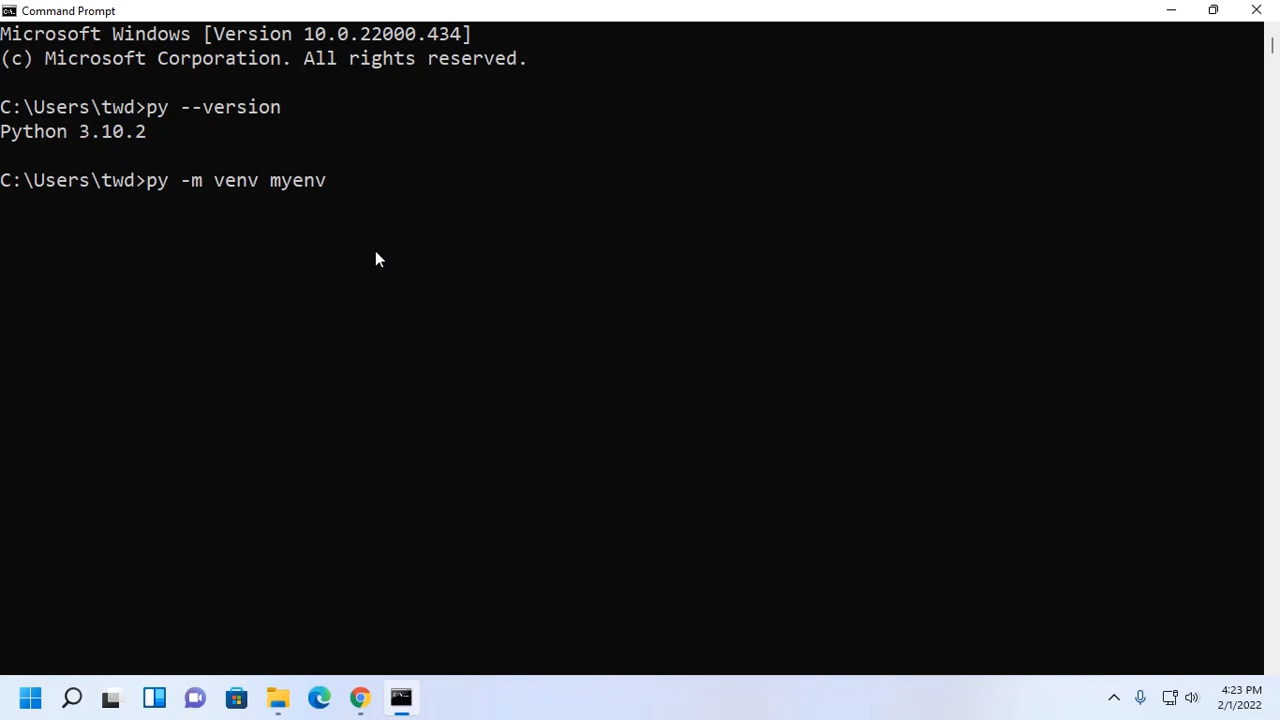 Command Prompt
Microsoft Windows [Version 10.0.22000.434]
(c) Microsoft Corporation. All rights reserved.
C:\Users\twd>py --version
Python 3.10.2
C:\Users\twd>py -m venv myenv
4:23 PM
2/1/2022